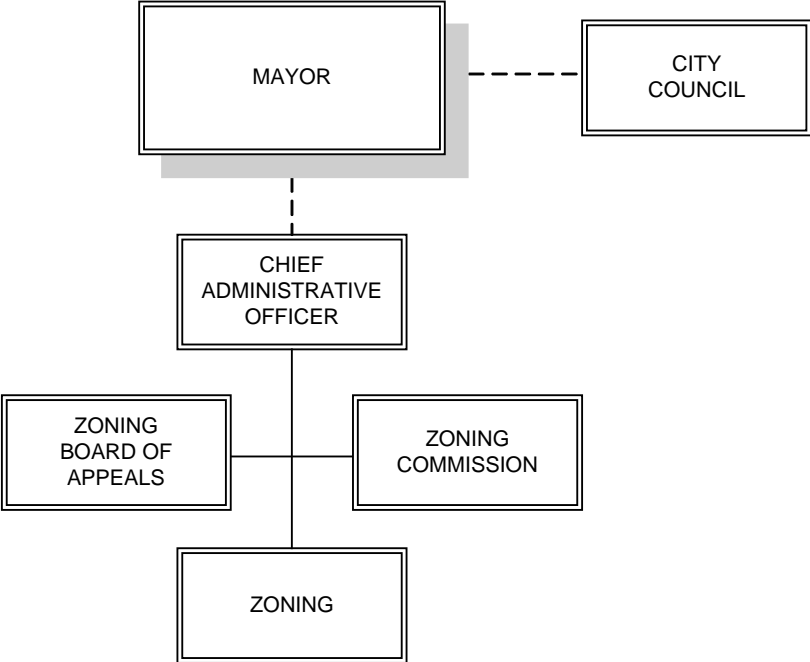 MAYOR
CITY
COUNCIL
CHIEF
ADMINISTRATIVE
OFFICER
ZONING
BOARD OF
APPEALS
ZONING
COMMISSION
ZONING